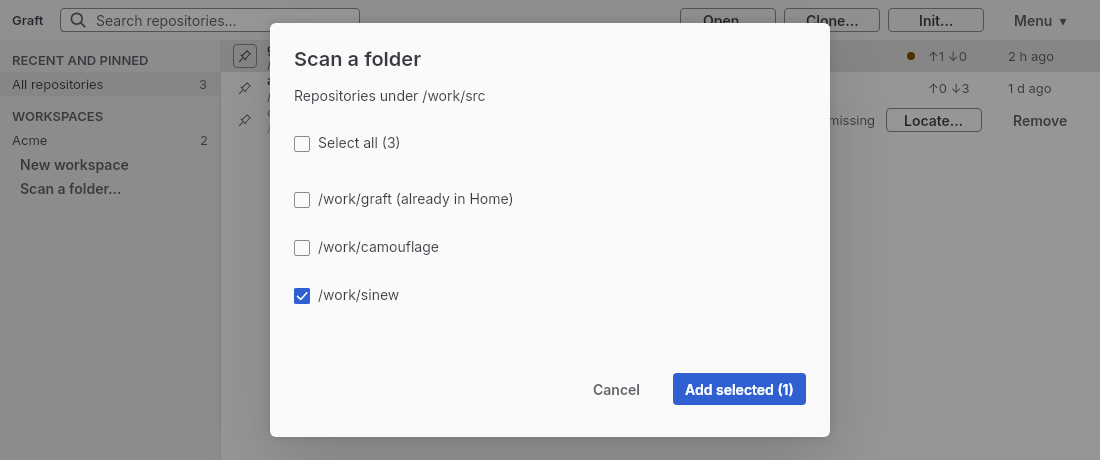 Graft
Search repositories...
Open...
Clone...
Init...
Menu ▾
RECENT AND PINNED
All repositories 3
WORKSPACES
Acme 2
New workspace
Scan a folder...
↑1 ↓0 2 h ago
↑0 ↓3 1 d ago
missing Locate... Remove
Scan a folder
Repositories under /work/src
Select all (3)
/work/graft (already in Home)
/work/camouflage
/work/sinew
Cancel Add selected (1)